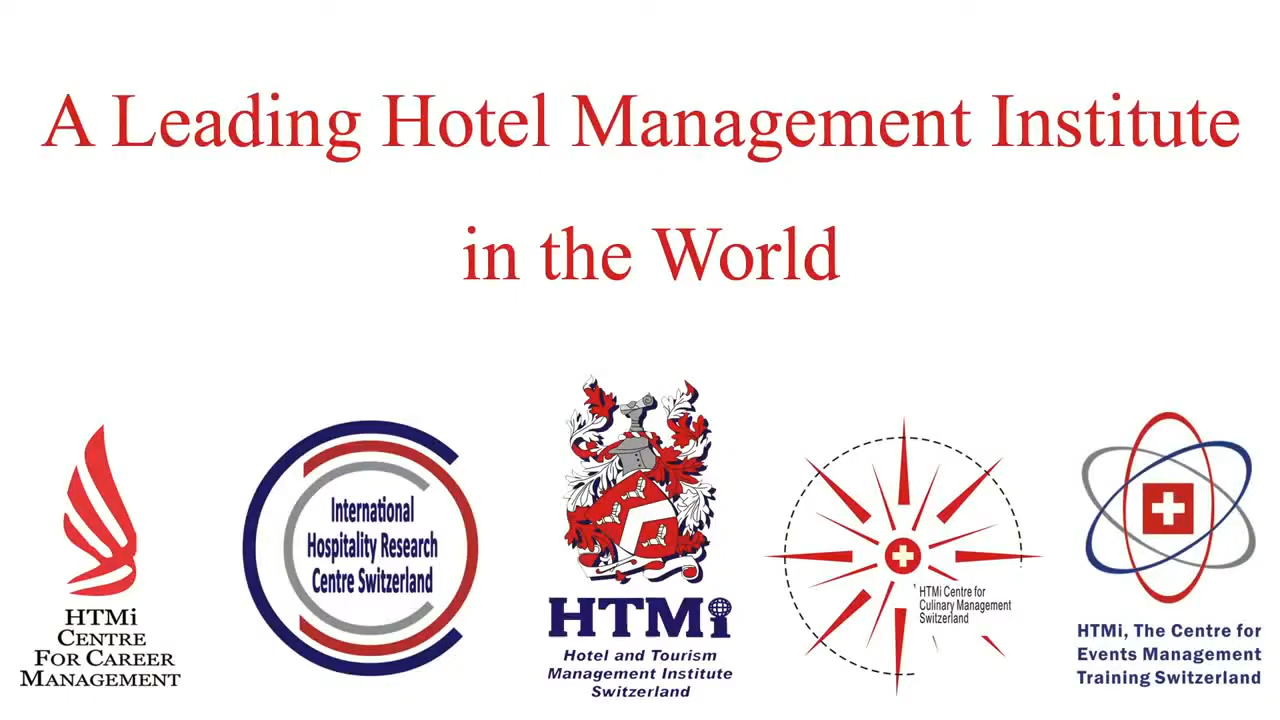 A Leading Hotel Management Institute
in the World
HTMi
CENTRE
FOR CAREER
MANAGEMENT
International
Hospitality Research
Centre Switzerland
HTMi
Hotel and Tourism
Management Institute
Switzerland
HTMi Centre for
Culinary Management
Switzerland
HTMi, The Centre for
Events Management
Training Switzerland